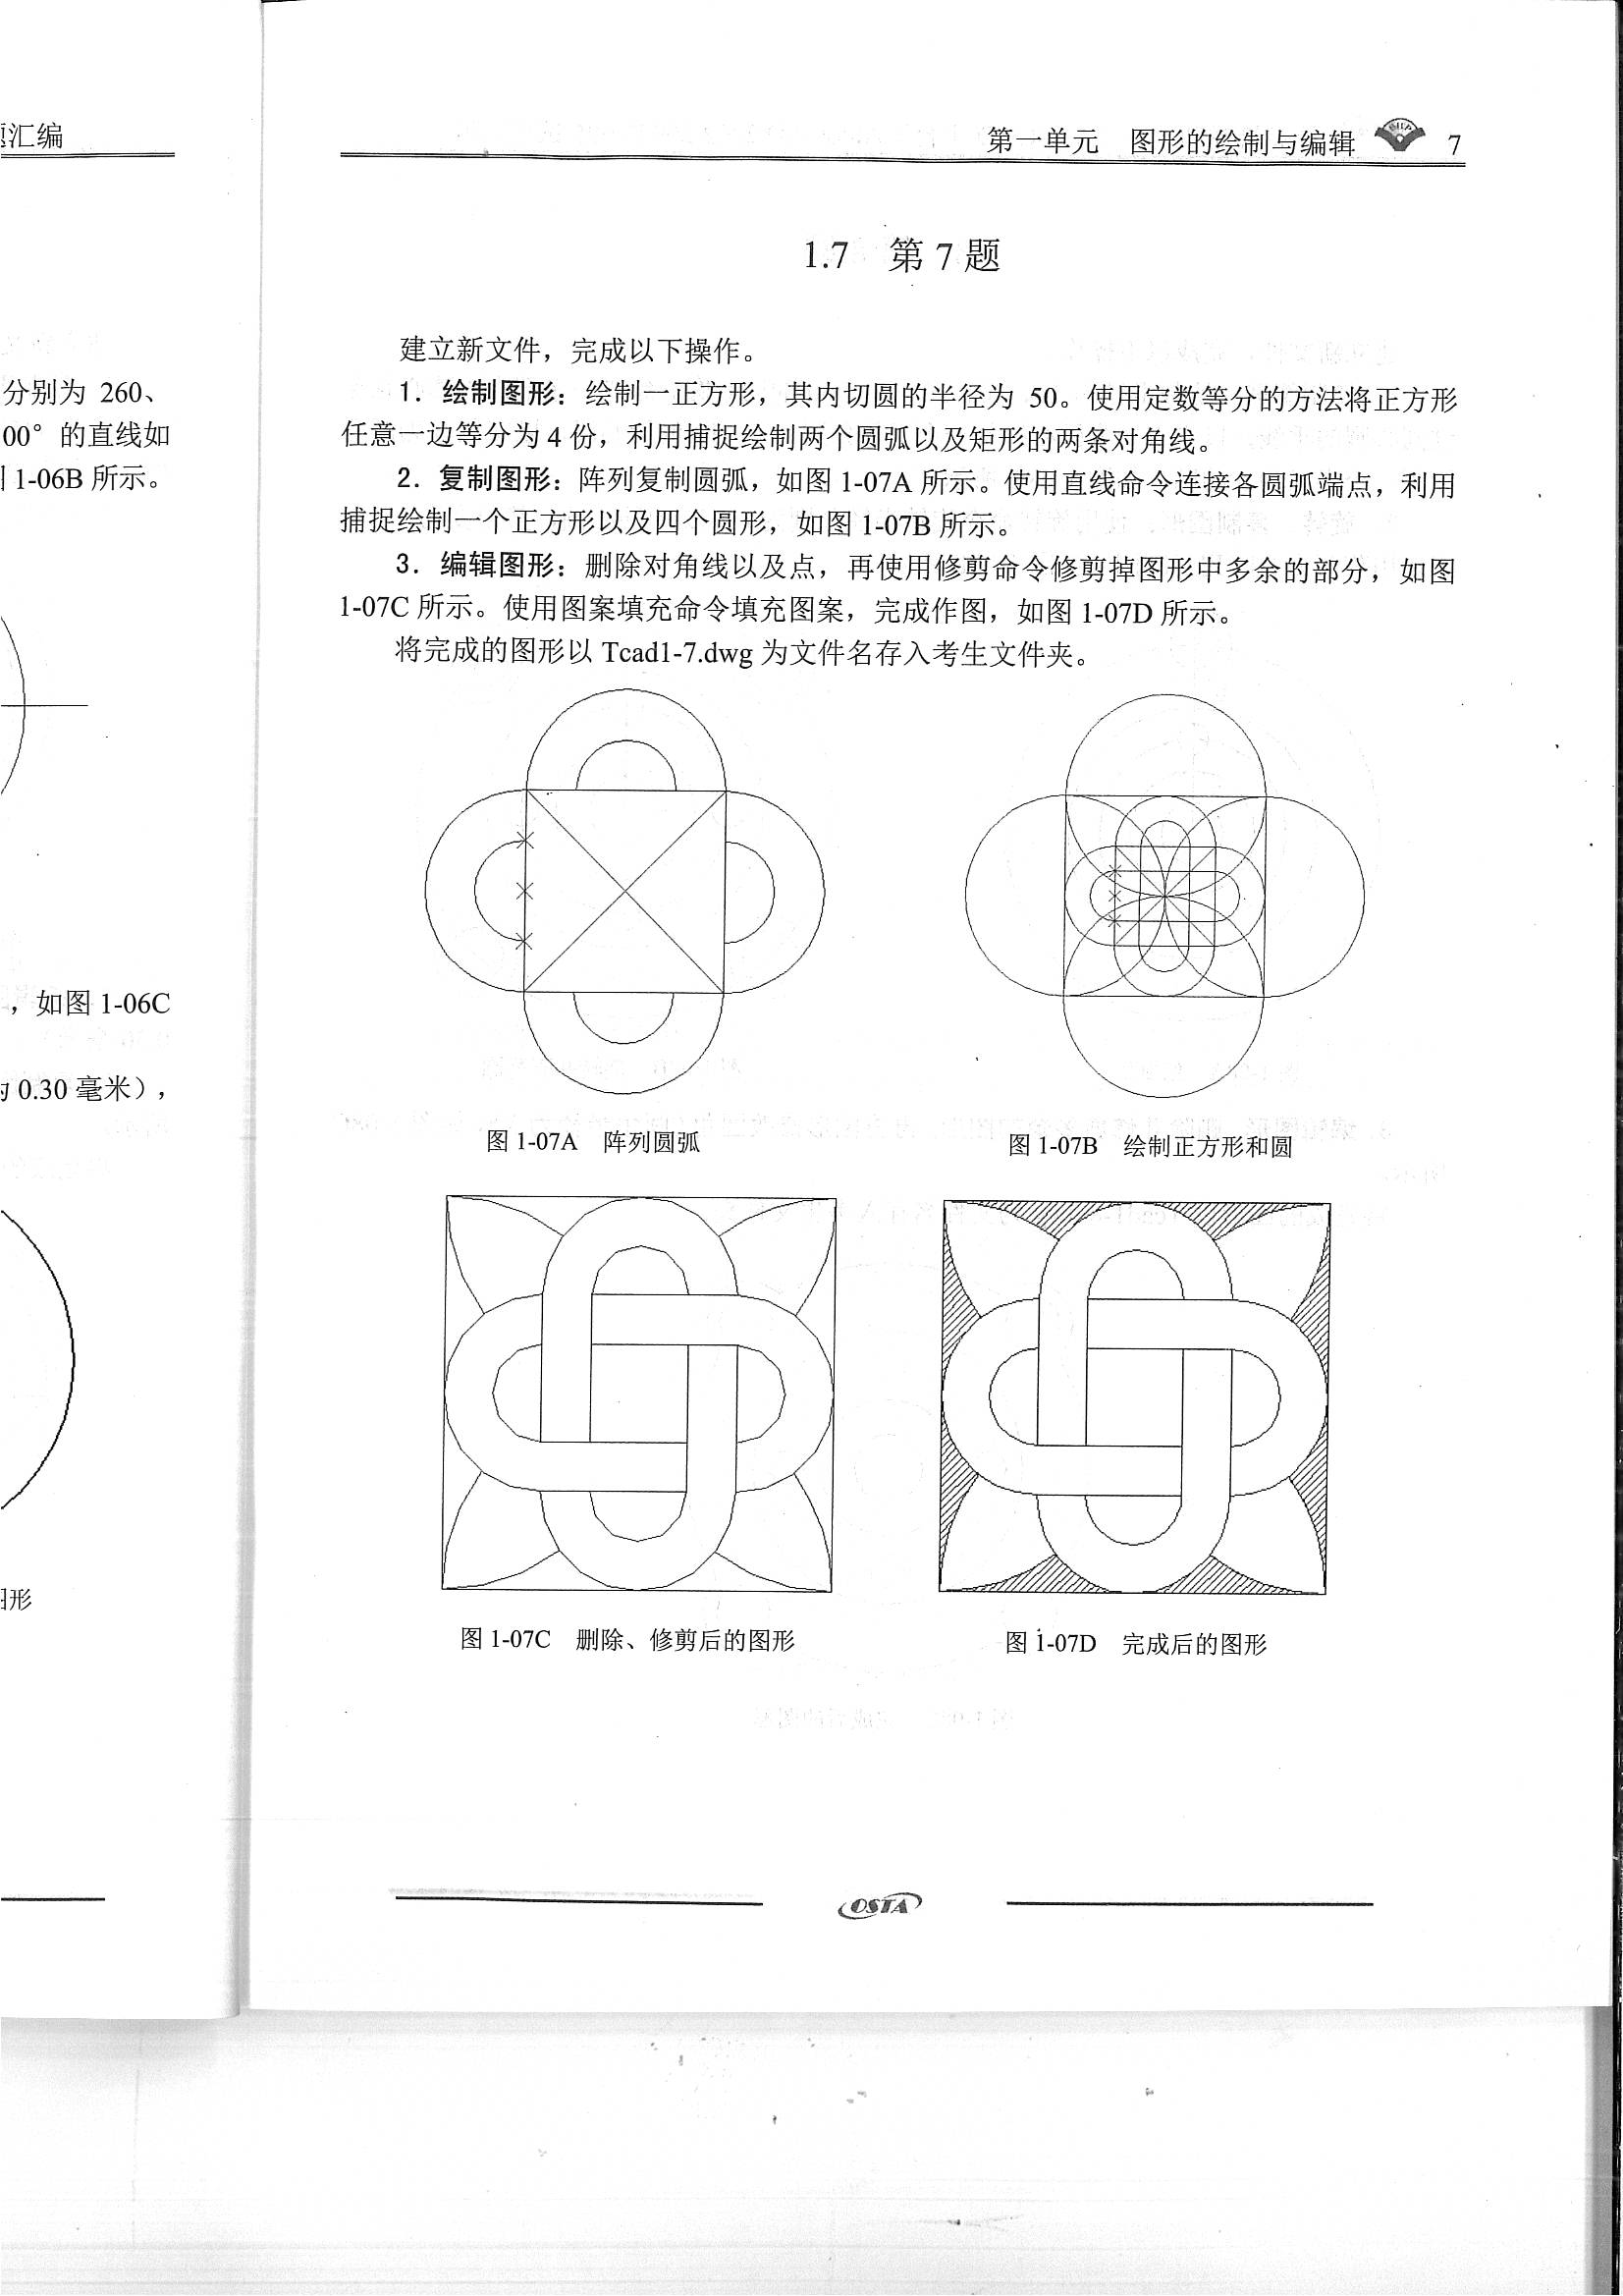 汇编
分别为 260、
00°的直线如
1-06B 所示。
，如图 1-06C
0.30 毫米），
形
第一单元 图形的绘制与编辑 7
1.7 第 7 题
建立新文件，完成以下操作。
1. 绘制图形：绘制一正方形，其内切圆的半径为 50。使用定数等分的方法将正方形
任意一边等分为 4 份，利用捕捉绘制两个圆弧以及矩形的两条对角线。
2. 复制图形：阵列复制圆弧，如图 1-07A 所示。使用直线命令连接各圆弧端点，利用
捕捉绘制一个正方形以及四个圆形，如图 1-07B 所示。
3. 编辑图形：删除对角线以及点，再使用修剪命令修剪掉图形中多余的部分，如图
1-07C 所示。使用图案填充命令填充图案，完成作图，如图 1-07D 所示。
将完成的图形以 Tcad1-7.dwg 为文件名存入考生文件夹。
图 1-07A 阵列圆弧
图 1-07B 绘制正方形和圆
图 1-07C 删除、修剪后的图形
图 1-07D 完成后的图形
OSTA